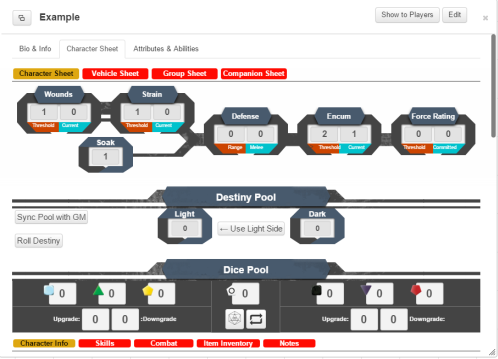 Example
Show to Players
Edit
Bio & Info
Character Sheet
Attributes & Abilities
Character Sheet
Vehicle Sheet
Group Sheet
Companion Sheet
Wounds
Strain
1 0
1 0
Threshold Current
Threshold Current
Defense
Encum
Force Rating
0 0
2 1
0 0
Range Melee
Threshold Current
Threshold Committed
Soak
1
Destiny Pool
Sync Pool with GM
Roll Destiny
Light
0
← Use Light Side
Dark
0
Dice Pool
0 0 0 0 0 0 0
Upgrade: 0 0 :Downgrade
Upgrade: 0 0 Downgrade:
Character Info
Skills
Combat
Item Inventory
Notes